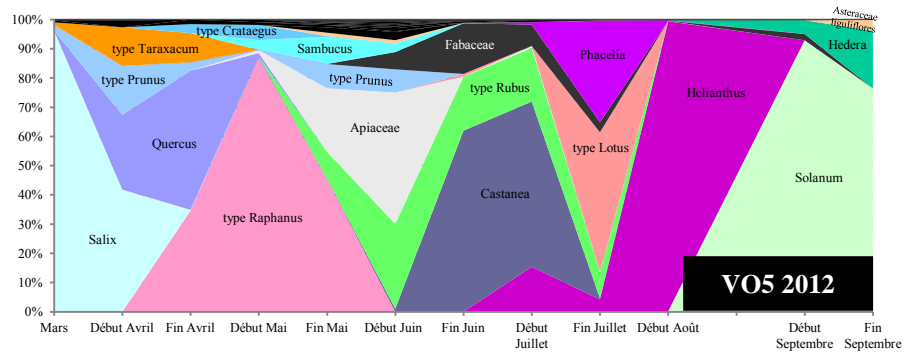 100%
90%
80%
70%
60%
50%
40%
30%
20%
10%
0%
type Taraxacum
type Crataegus
Sambucus
type Prunus
type Prunus
Quercus
Salix
type Raphanus
Apiaceae
Fabaceae
type Rubus
Castanea
Phacelia
type Lotus
Helianthus
Asteraceae
liguliflores
Hedera
Solanum
VO5 2012
Mars
Début Avril
Fin Avril
Début Mai
Fin Mai
Début Juin
Fin Juin
Début
Juillet
Fin Juillet
Début Août
Début
Septembre
Fin
Septembre